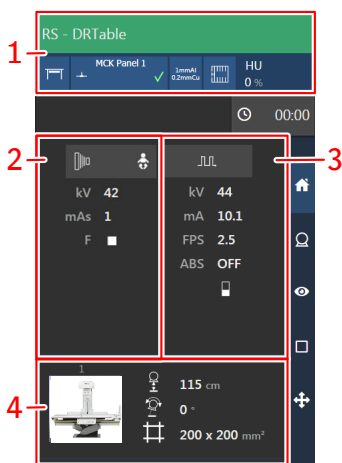 RS - DRTable
1
MCK Panel 1
1mmAl
0.2mmCu
HU
0 %
00:00
2
3
kV 42
mAs 1
F
kV 44
mA 10.1
FPS 2.5
ABS OFF
4
1
115 cm
0 °
200 x 200 mm²